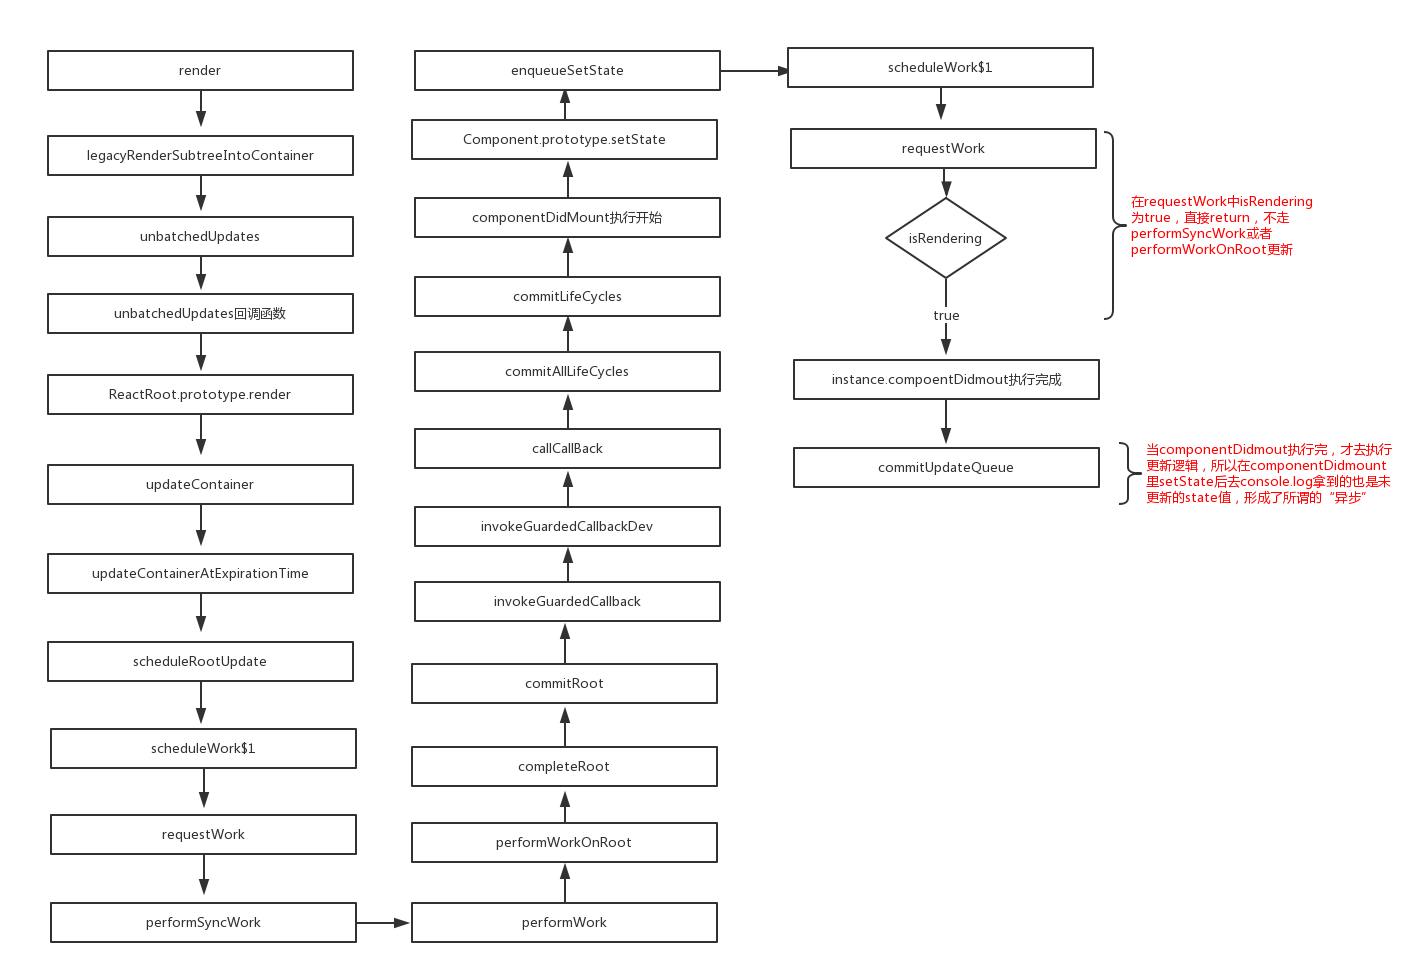 render
legacyRenderSubtreeIntoContainer
unbatchedUpdates
unbatchedUpdates回调函数
ReactRoot.prototype.render
updateContainer
updateContainerAtExpirationTime
scheduleRootUpdate
scheduleWork$1
requestWork
performSyncWork
performWork
performWorkOnRoot
completeRoot
commitRoot
invokeGuardedCallback
invokeGuardedCallbackDev
callCallBack
commitAllLifeCycles
commitLifeCycles
componentDidMount执行开始
Component.prototype.setState
enqueueSetState
scheduleWork$1
requestWork
isRendering
true
在requestWork中isRendering
为true，直接return，不走
performSyncWork或者
performWorkOnRoot更新
instance.compoentDidmout执行完成
commitUpdateQueue
当componentDidmout执行完，才去执行
更新逻辑，所以在componentDidmount
里setState后去console.log拿到的也是未
更新的state值，形成了所谓的“异步”